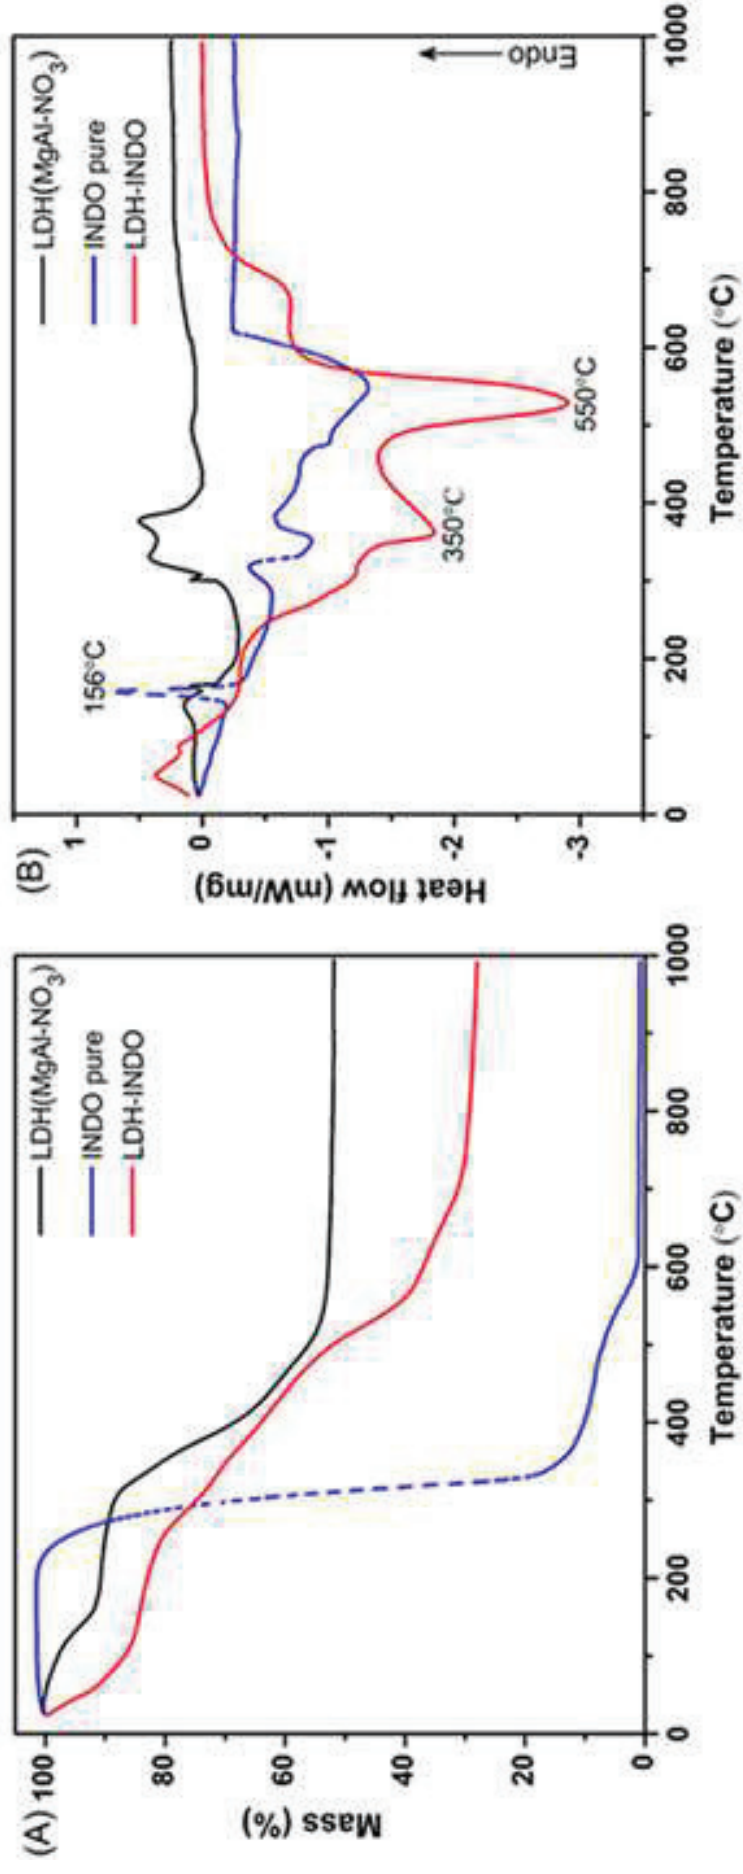 (A)
Mass (%)
100
80
60
40
20
0
LDH(MgAl-NO3)
INDO pure
LDH-INDO
0 200 400 600 800 1000
Temperature (°C)
(B)
Heat flow (mW/mg)
1
0
-1
-2
-3
156°C
350°C
550°C
LDH(MgAl-NO3)
INDO pure
LDH-INDO
Endo
0 200 400 600 800 1000
Temperature (°C)